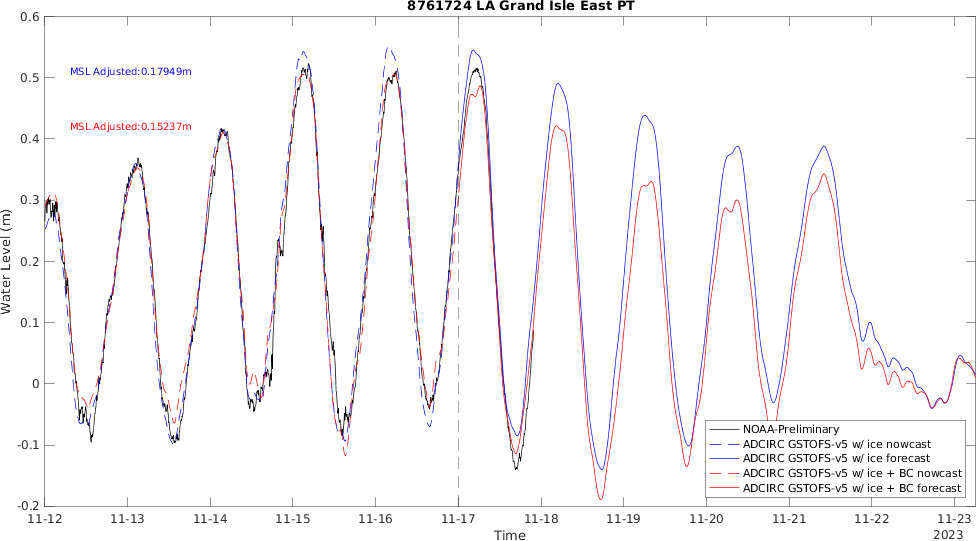 8761724 LA Grand Isle East PT
0.6
0.5
0.4
0.3
0.2
0.1
0
-0.1
-0.2
Water Level (m)
MSL Adjusted:0.17949m
MSL Adjusted:0.15237m
NOAA-Preliminary
ADCIRC GSTOFS-v5 w/ ice nowcast
ADCIRC GSTOFS-v5 w/ ice forecast
ADCIRC GSTOFS-v5 w/ ice + BC nowcast
ADCIRC GSTOFS-v5 w/ ice + BC forecast
11-12 11-13 11-14 11-15 11-16 11-17 11-18 11-19 11-20 11-21 11-22 11-23
Time 2023